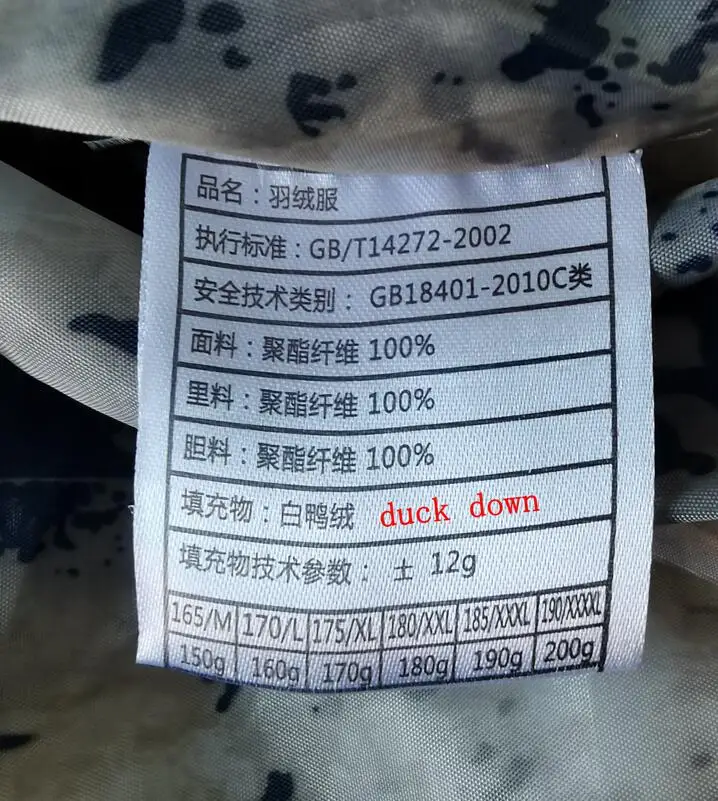 品名：羽绒服
执行标准：GB/T14272-2002
安全技术类别： GB18401-2010C类
面料：聚酯纤维 100%
里料：聚酯纤维 100%
胆料：聚酯纤维 100%
填充物：白鸭绒 duck down
填充物技术参数： ± 12g
165/M 170/L 175/XL 180/XXL 185/XXXL 190/XXXXL
150g 160g 170g 180g 190g 200g